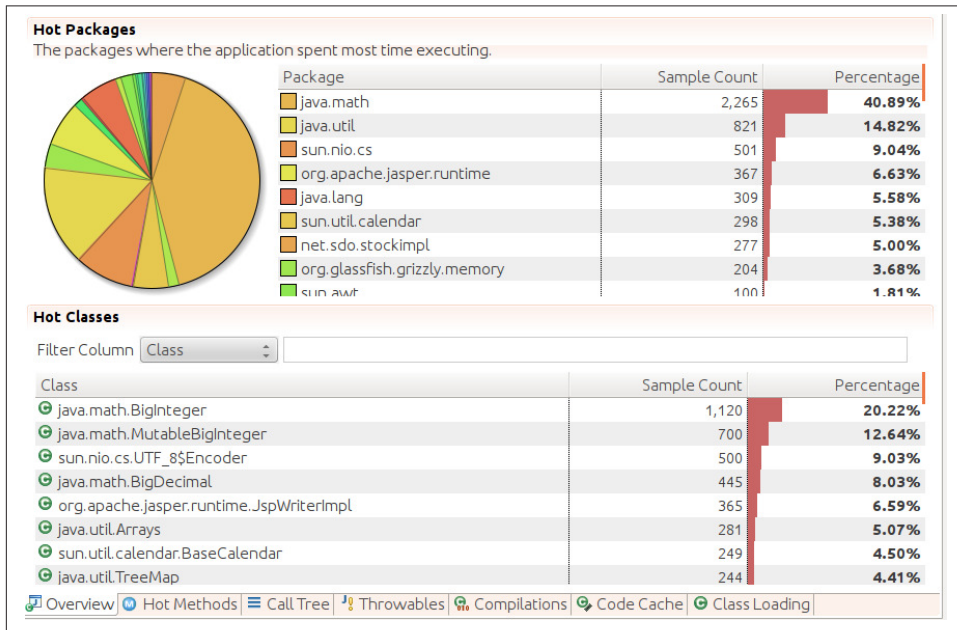 Hot Packages
The packages where the application spent most time executing.
Package Sample Count Percentage
java.math 2,265 40.89%
java.util 821 14.82%
sun.nio.cs 501 9.04%
org.apache.jasper.runtime 367 6.63%
java.lang 309 5.58%
sun.util.calendar 298 5.38%
net.sdo.stockimpl 277 5.00%
org.glassfish.grizzly.memory 204 3.68%
sun.awt 100 1.81%
Hot Classes
Filter Column Class
Class Sample Count Percentage
java.math.BigInteger 1,120 20.22%
java.math.MutableBigInteger 700 12.64%
sun.nio.cs.UTF_8$Encoder 500 9.03%
java.math.BigDecimal 445 8.03%
org.apache.jasper.runtime.JspWriterImpl 365 6.59%
java.util.Arrays 281 5.07%
sun.util.calendar.BaseCalendar 249 4.50%
java.util.TreeMap 244 4.41%
Overview Hot Methods Call Tree Throwables Compilations Code Cache Class Loading